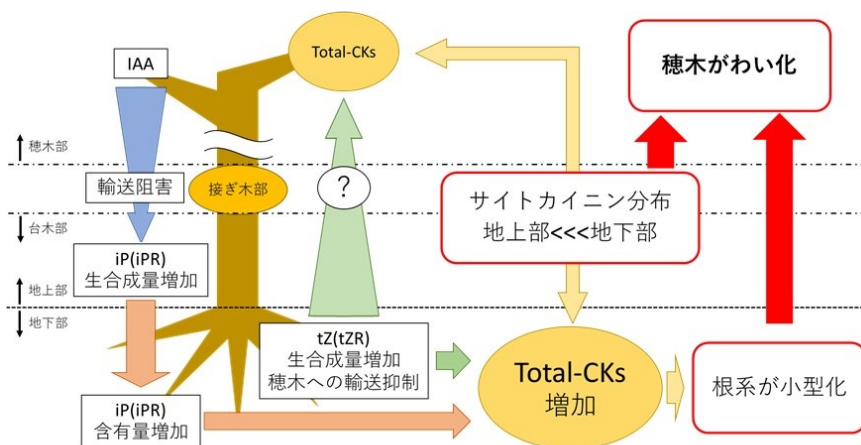 IAA
Total-CKs
穂木がわい化
穂木部
輸送阻害
接ぎ木部
?
サイトカイニン分布
地上部<<<地下部
台木部
iP(iPR)
生合成量増加
地上部
地下部
tZ(tZR)
生合成量増加
穂木への輸送抑制
Total-CKs
増加
根系が小型化
iP(iPR)
含有量増加